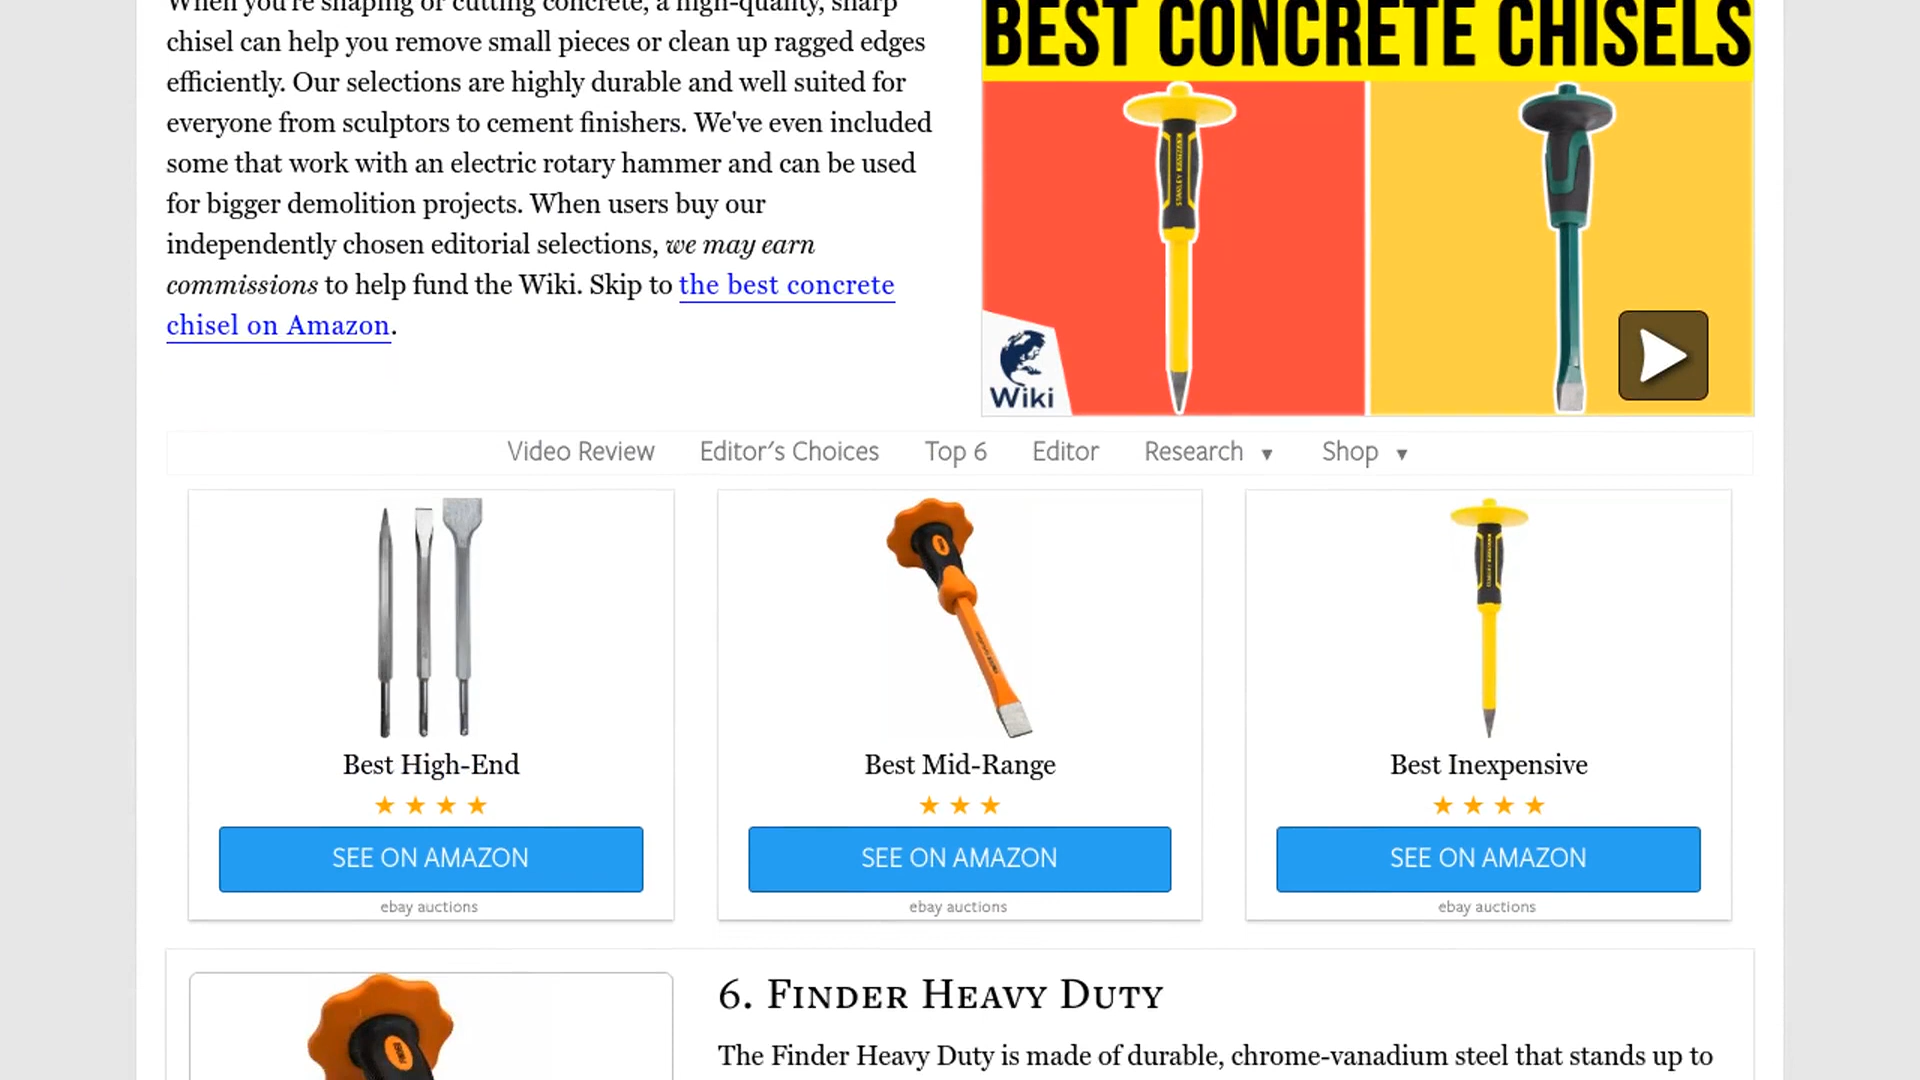 When you're shaping or cutting concrete, a high-quality, sharp
chisel can help you remove small pieces or clean up ragged edges
efficiently. Our selections are highly durable and well suited for
everyone from sculptors to cement finishers. We've even included
some that work with an electric rotary hammer and can be used
for bigger demolition projects. When users buy our
independently chosen editorial selections, we may earn
commissions to help fund the Wiki. Skip to the best concrete
chisel on Amazon.
BEST CONCRETE CHISELS
Wiki
Video Review Editor's Choices Top 6 Editor Research ▼ Shop ▼
Best High-End Best Mid-Range Best Inexpensive
★ ★ ★ ★ ★ ★ ★ ★ ★ ★ ★
SEE ON AMAZON SEE ON AMAZON SEE ON AMAZON
ebay auctions ebay auctions ebay auctions
6. Finder Heavy Duty
The Finder Heavy Duty is made of durable, chrome-vanadium steel that stands up to